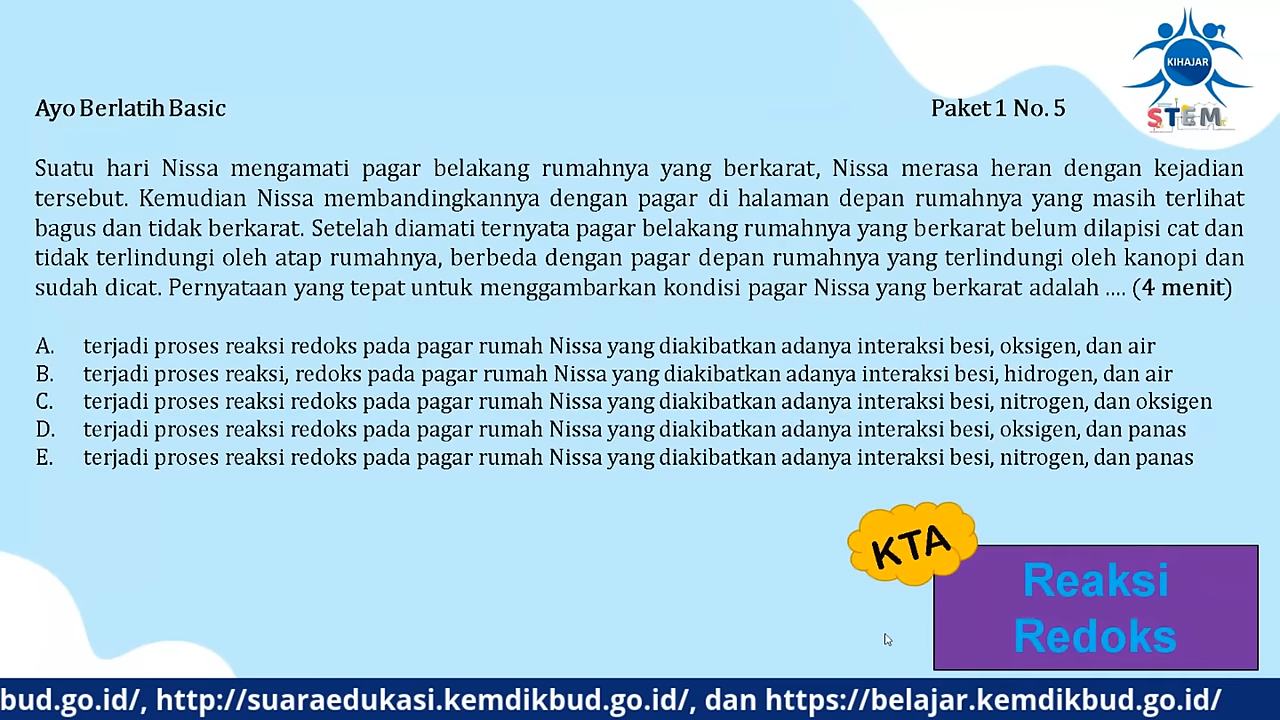 KIHAJAR
STEM
Ayo Berlatih Basic
Paket 1 No. 5
Suatu hari Nissa mengamati pagar belakang rumahnya yang berkarat, Nissa merasa heran dengan kejadian
tersebut. Kemudian Nissa membandingkannya dengan pagar di halaman depan rumahnya yang masih terlihat
bagus dan tidak berkarat. Setelah diamati ternyata pagar belakang rumahnya yang berkarat belum dilapisi cat dan
tidak terlindungi oleh atap rumahnya, berbeda dengan pagar depan rumahnya yang terlindungi oleh kanopi dan
sudah dicat. Pernyataan yang tepat untuk menggambarkan kondisi pagar Nissa yang berkarat adalah .... (4 menit)
A. terjadi proses reaksi redoks pada pagar rumah Nissa yang diakibatkan adanya interaksi besi, oksigen, dan air
B. terjadi proses reaksi, redoks pada pagar rumah Nissa yang diakibatkan adanya interaksi besi, hidrogen, dan air
C. terjadi proses reaksi redoks pada pagar rumah Nissa yang diakibatkan adanya interaksi besi, nitrogen, dan oksigen
D. terjadi proses reaksi redoks pada pagar rumah Nissa yang diakibatkan adanya interaksi besi, oksigen, dan panas
E. terjadi proses reaksi redoks pada pagar rumah Nissa yang diakibatkan adanya interaksi besi, nitrogen, dan panas
KTA
Reaksi
Redoks
bud.go.id/, http://suaraedukasi.kemdikbud.go.id/, dan https://belajar.kemdikbud.go.id/